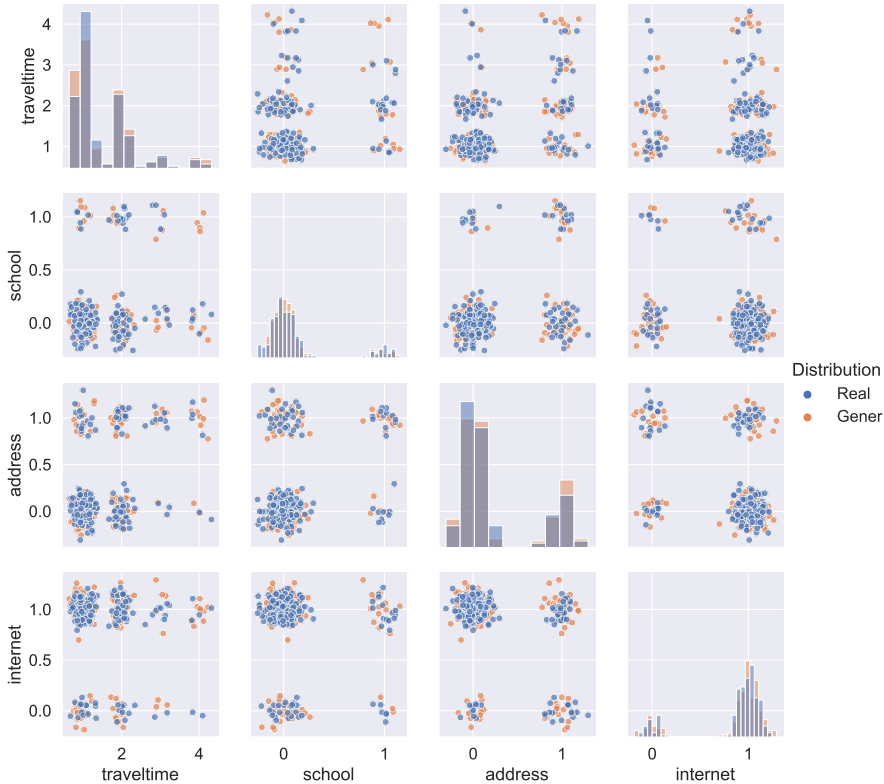 4
3
2
1
traveltime
1.0
0.5
0.0
school
1.0
0.5
0.0
address
1.0
0.5
0.0
internet
2 4
traveltime
0 1
school
0 1
address
0 1
internet
Distribution
Real
Gener